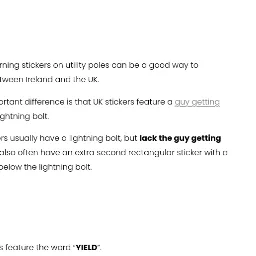 rning stickers on utility poles can be a good way to
tween Ireland and the UK.
ortant difference is that UK stickers feature a guy getting
ghtning bolt.
rs usually have a lightning bolt, but lack the guy getting
also often have an extra second rectangular sticker with a
below the lightning bolt.
s feature the word “YIELD”.